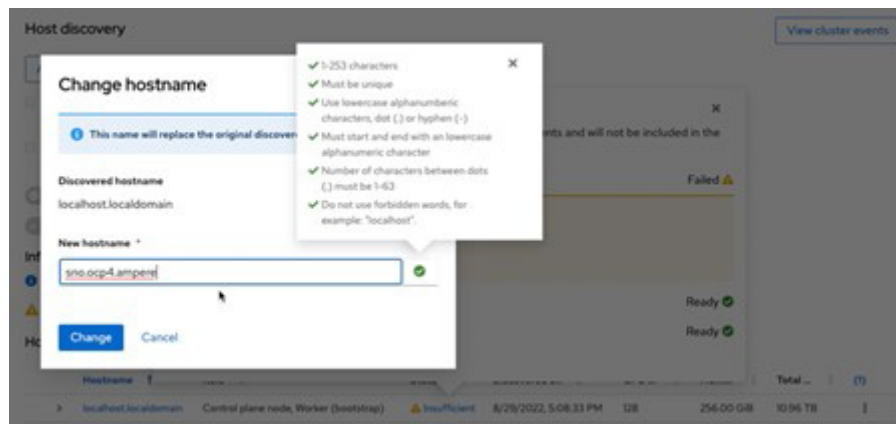 Host discovery
View cluster events
Change hostname
This name will replace the original discover
Discovered hostname
localhost.localdomain
New hostname *
sno.ocp4.ampere
Change
Cancel
1-253 characters
Must be unique
Use lowercase alphanumberic
characters, dot (.) or hyphen (-)
Must start and end with an lowercase
alphanumeric character
Number of characters between dots
(.) must be 1-63
Do not use forbidden words, for
example: "localhost".
ents and will not be included in the
Failed
Ready
Ready
Hostname
Total ...
(1)
localhost.localdomain Control plane node, Worker (bootstrap) Insufficient 8/29/2022, 5:08:33 PM 128 256.00 GiB 10.96 TB